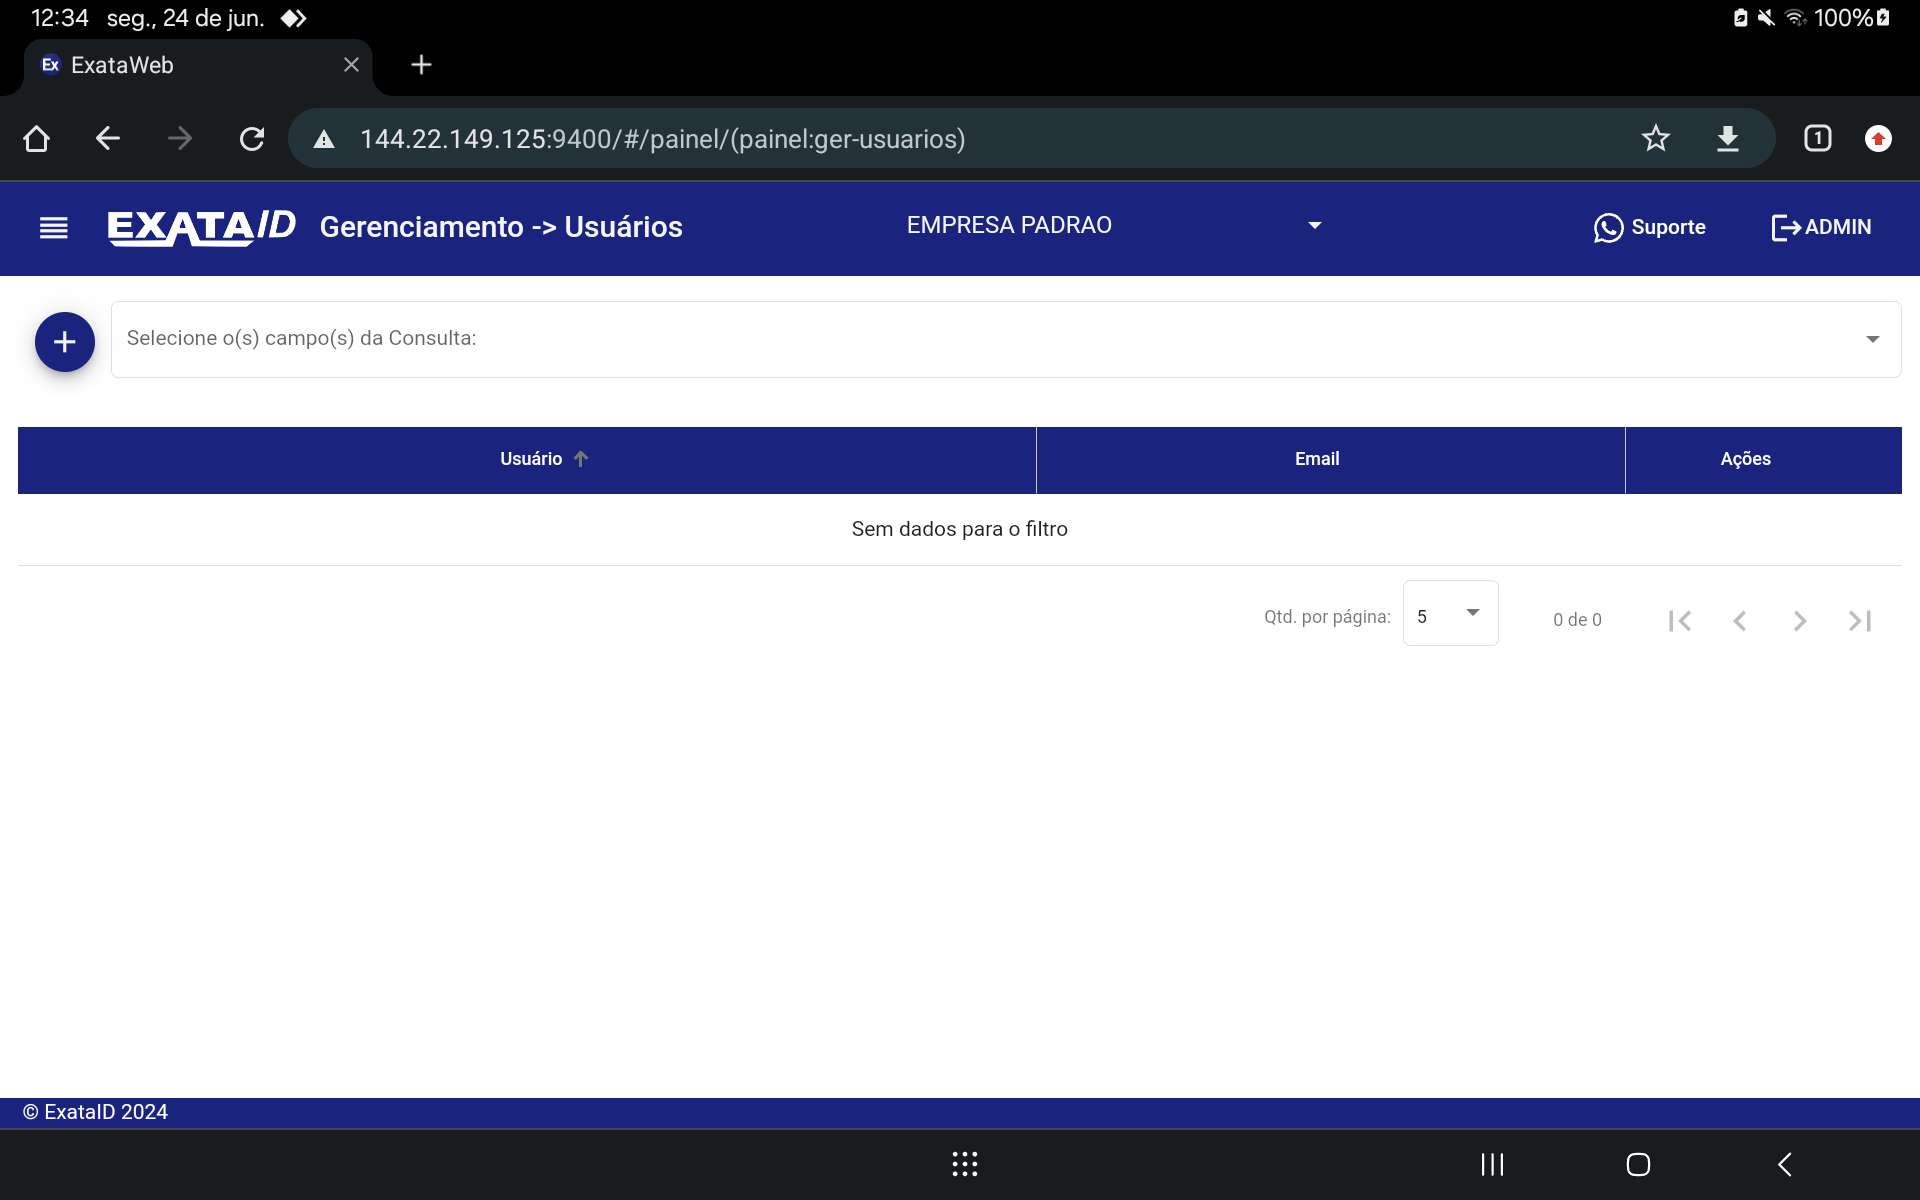 12:34 seg., 24 de jun. 100%
Ex ExataWeb
144.22.149.125:9400/#/painel/(painel:ger-usuarios) 1
EXATAID Gerenciamento -> Usuários EMPRESA PADRAO Suporte ADMIN
Selecione o(s) campo(s) da Consulta:
Usuário Email Ações
Sem dados para o filtro
Qtd. por página: 5 0 de 0
© ExataID 2024